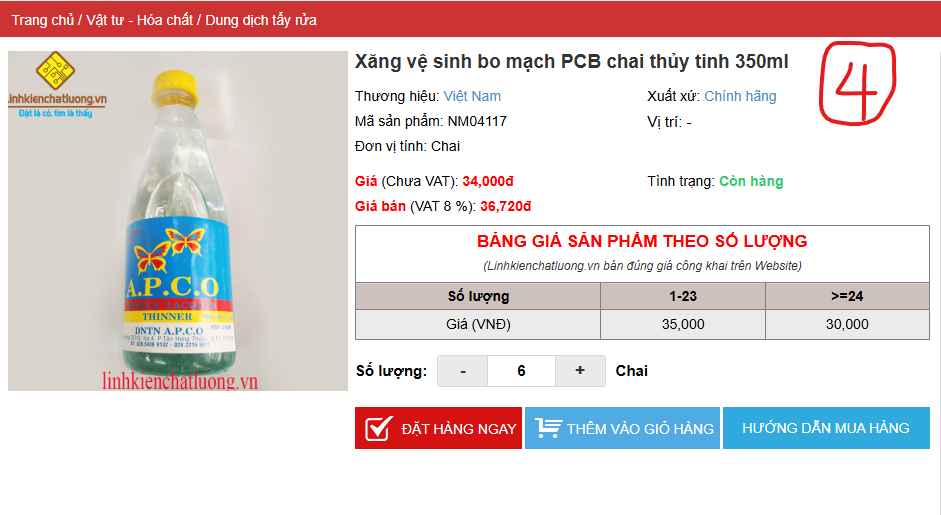 Trang chủ / Vật tư - Hóa chất / Dung dịch tẩy rửa
Linhkienchatluong.vn
Đặt là có, tìm là thấy
A.P.C.O
THINNER
DNTN A.P.C.O
linhkienchatluong.vn
Xăng vệ sinh bo mạch PCB chai thủy tinh 350ml
4
Thương hiệu: Việt Nam
Xuất xứ: Chính hãng
Mã sản phẩm: NM04117
Vị trí: -
Đơn vị tính: Chai
Giá (Chưa VAT): 34,000đ
Tình trạng: Còn hàng
Giá bán (VAT 8 %): 36,720đ
BẢNG GIÁ SẢN PHẨM THEO SỐ LƯỢNG
(Linhkienchatluong.vn bán đúng giá công khai trên Website)
Số lượng 1-23 >=24
Giá (VNĐ) 35,000 30,000
Số lượng: - 6 + Chai
ĐẶT HÀNG NGAY
THÊM VÀO GIỎ HÀNG
HƯỚNG DẪN MUA HÀNG